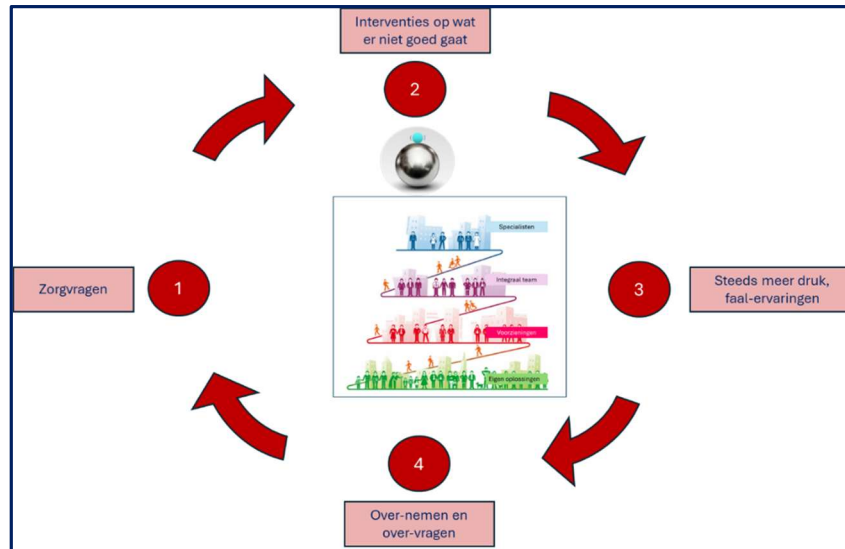 Interventies op wat
er niet goed gaat
2
Specialisten
Integraal team
Zorgvragen
1
3
Steeds meer druk,
faal-ervaringen
Voorzieningen
Eigen oplossingen
4
Over-nemen en
over-vragen